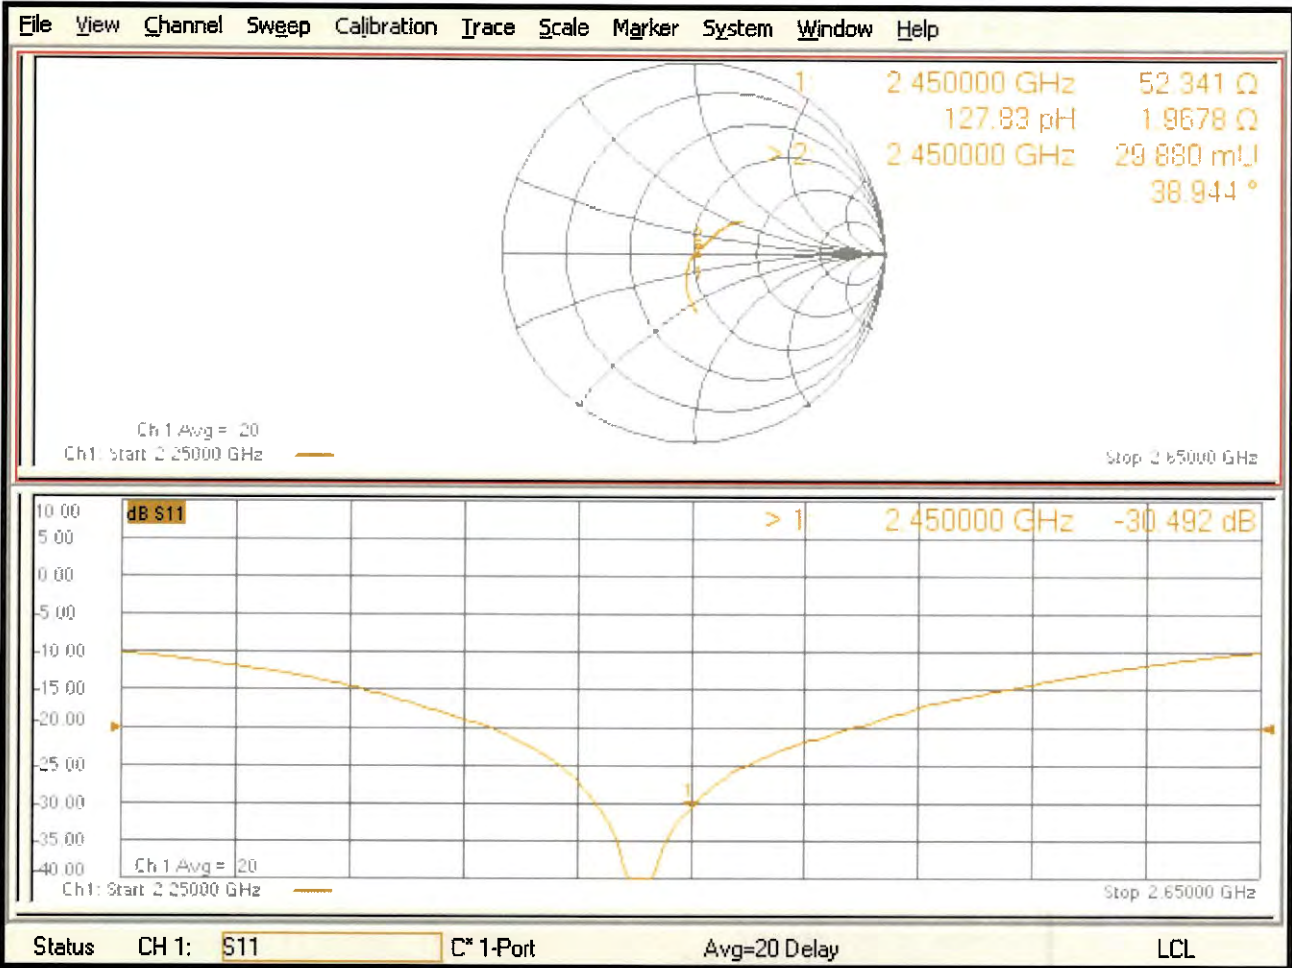 File View Channel Sweep Calibration Trace Scale Marker System Window Help
1: 2.450000 GHz 52.341 Ω
127.83 pH 1.9678 Ω
> 2: 2.450000 GHz 29.880 mU
38.944 °
Ch 1 Avg = 20
Ch1: Start 2.25000 GHz
Stop 2.65000 GHz
dB S11
> 1: 2.450000 GHz -30.492 dB
10.00
5.00
0.00
-5.00
-10.00
-15.00
-20.00
-25.00
-30.00
-35.00
-40.00
1
Ch 1 Avg = 20
Ch1: Start 2.25000 GHz
Stop 2.65000 GHz
Status CH 1: S11 C* 1-Port Avg=20 Delay LCL